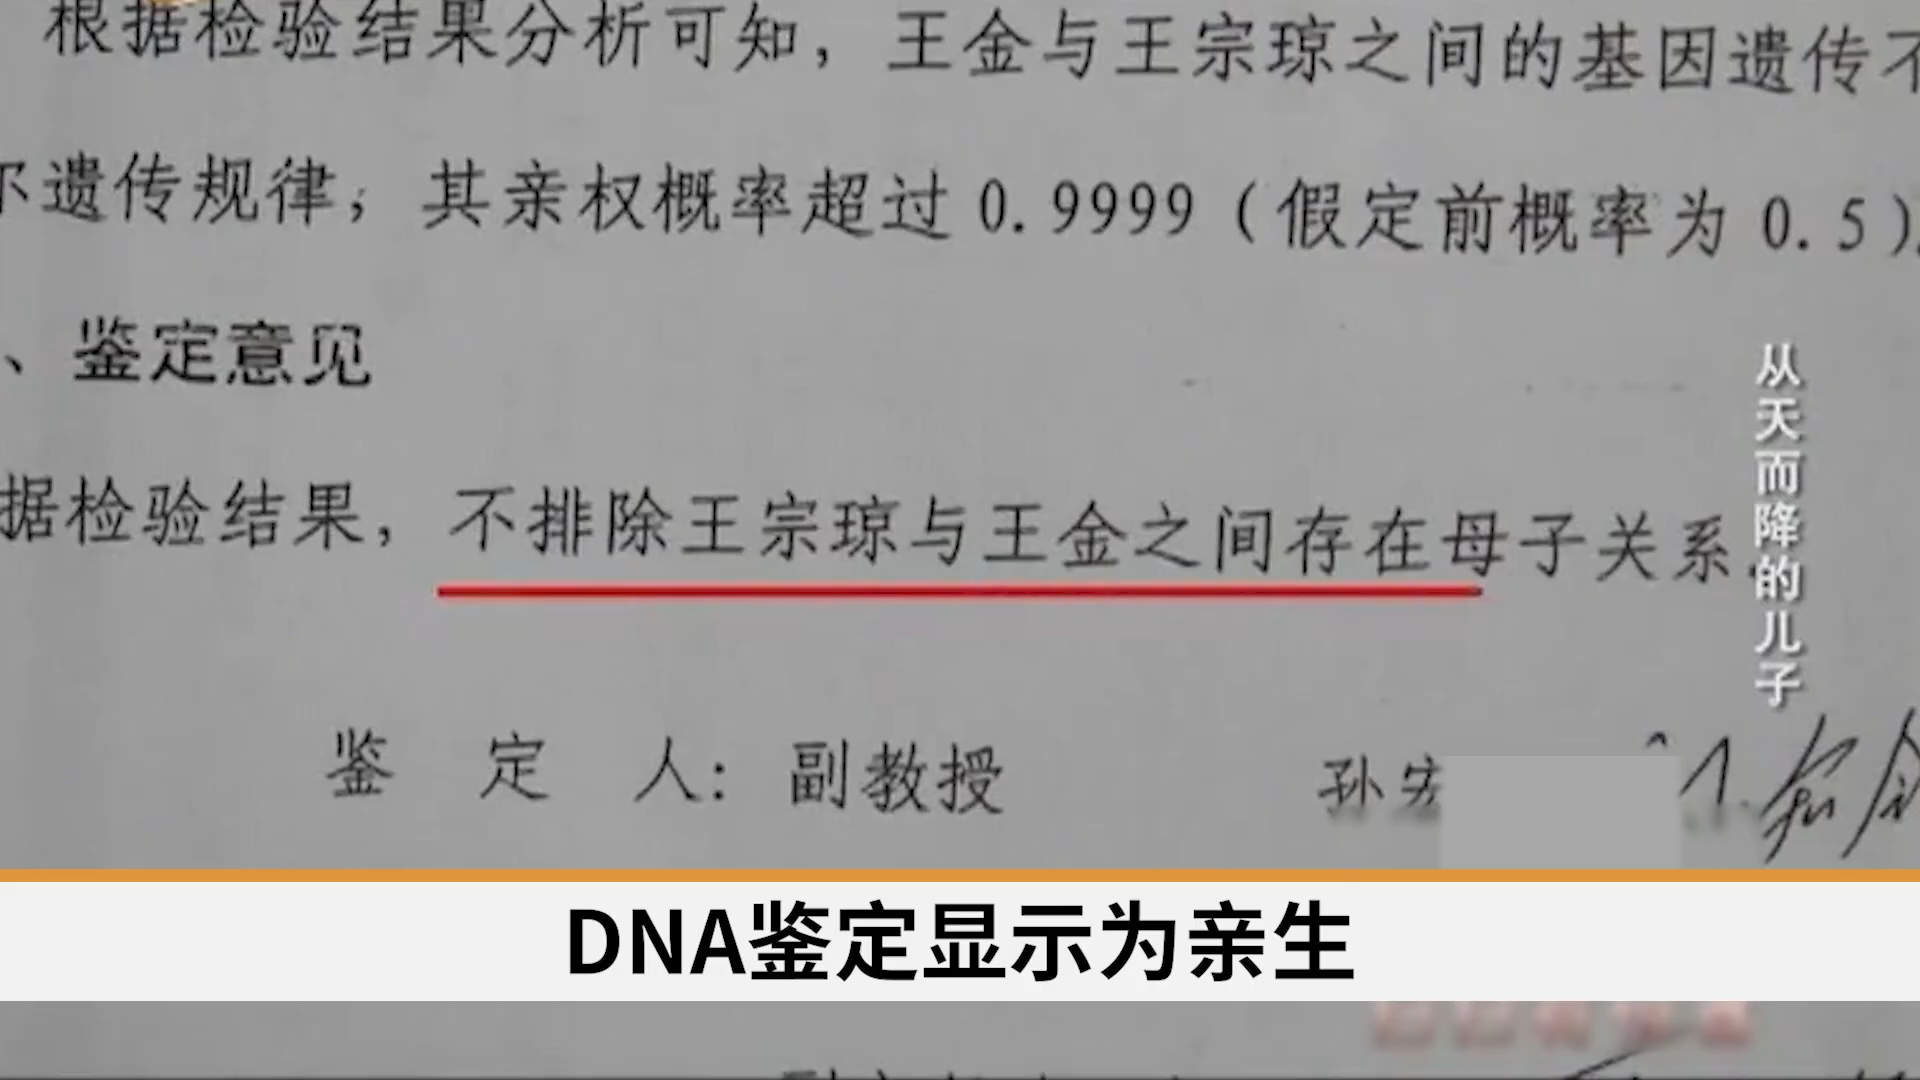 根据检验结果分析可知，王金与王宗琼之间的基因遗传不
尔遗传规律；其亲权概率超过 0.9999（假定前概率为 0.5）
、鉴定意见
据检验结果，不排除王宗琼与王金之间存在母子关系.
鉴 定 人：副教授 孙宏
从天而降的儿子
DNA鉴定显示为亲生